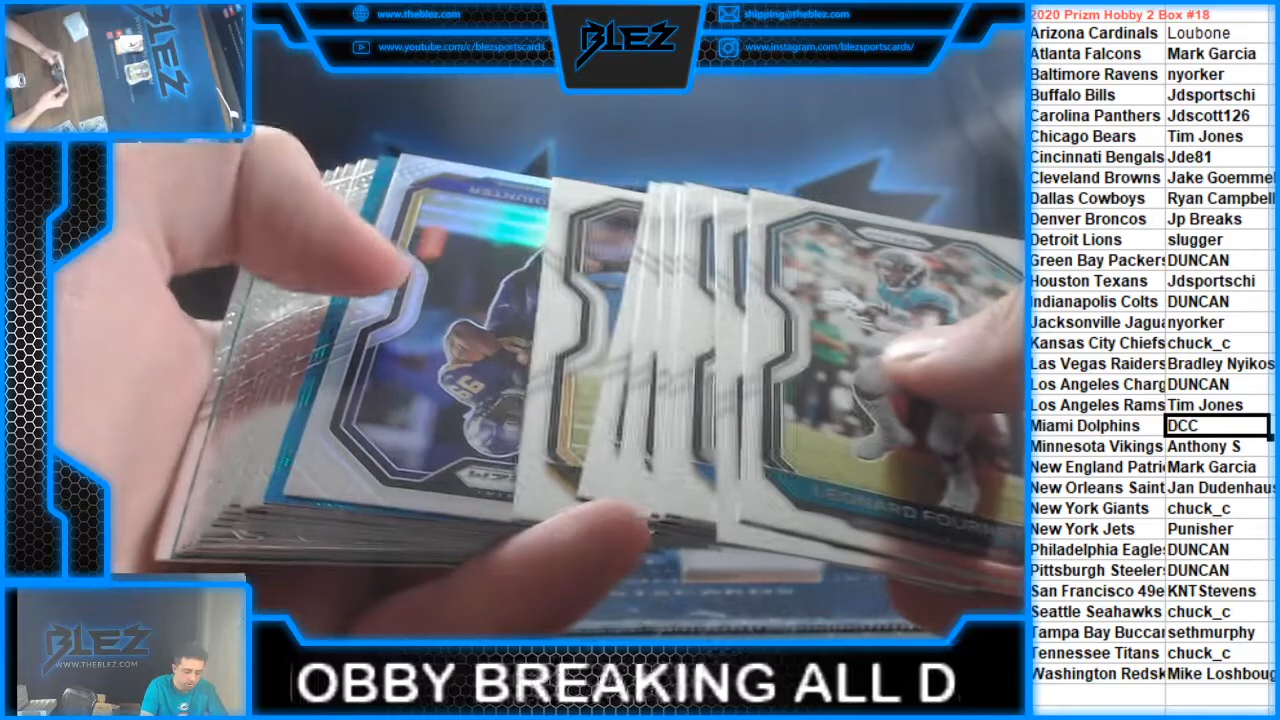 www.theblez.com
shipping@theblez.com
www.youtube.com/c/blezsportscards
www.instagram.com/blezsportscards/
BLEZ
BLEZ
2020 Prizm Hobby 2 Box #18
Arizona Cardinals Loubone
Atlanta Falcons Mark Garcia
Baltimore Ravens nyorker
Buffalo Bills Jdsportschi
Carolina Panthers Jdscott126
Chicago Bears Tim Jones
Cincinnati Bengals Jde81
Cleveland Browns Jake Goemme
Dallas Cowboys Ryan Campbell
Denver Broncos Jp Breaks
Detroit Lions slugger
Green Bay Packers DUNCAN
Houston Texans Jdsportschi
Indianapolis Colts DUNCAN
Jacksonville Jagua nyorker
Kansas City Chiefs chuck_c
Las Vegas Raiders Bradley Nyikos
Los Angeles Charg DUNCAN
Los Angeles Rams Tim Jones
Miami Dolphins DCC
Minnesota Vikings Anthony S
New England Patri Mark Garcia
New Orleans Saint Jan Dudenhau
New York Giants chuck_c
New York Jets Punisher
Philadelphia Eagle DUNCAN
Pittsburgh Steelers DUNCAN
San Francisco 49e KNTStevens
Seattle Seahawks chuck_c
Tampa Bay Buccar sethmurphy
Tennessee Titans chuck_c
Washington Redsk Mike Loshboug
LEONARD FOURNET
PRIZM
BLEZ
WWW.THEBLEZ.COM
OBBY BREAKING ALL D